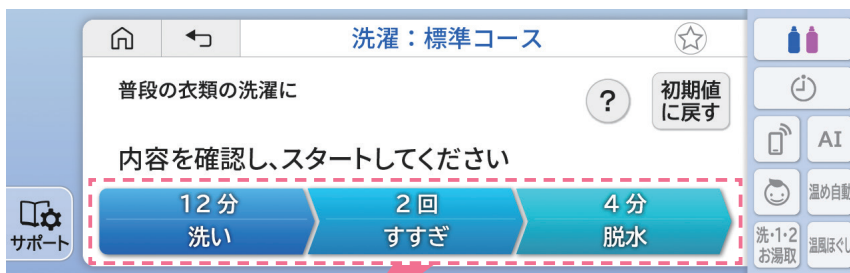 洗濯：標準コース
普段の衣類の洗濯に
?
初期値
に戻す
内容を確認し、スタートしてください
12分
洗い
2回
すすぎ
4分
脱水
サポート
AI
温め自動
洗・1・2
お湯取
温風ほぐし